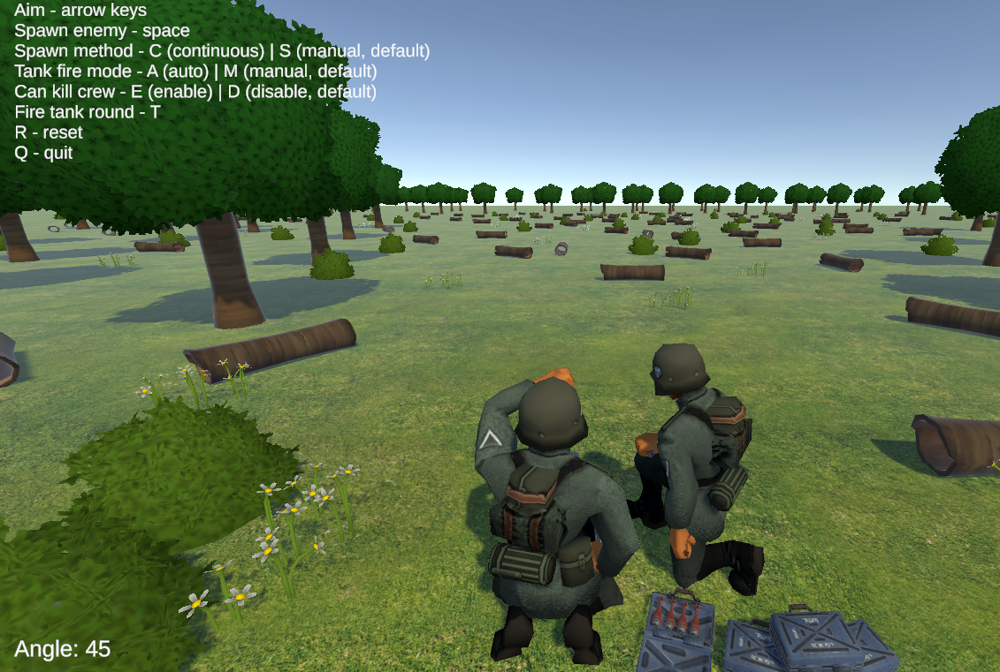 Aim - arrow keys
Spawn enemy - space
Spawn method - C (continuous) | S (manual, default)
Tank fire mode - A (auto) | M (manual, default)
Can kill crew - E (enable) | D (disable, default)
Fire tank round - T
R - reset
Q - quit
Angle: 45